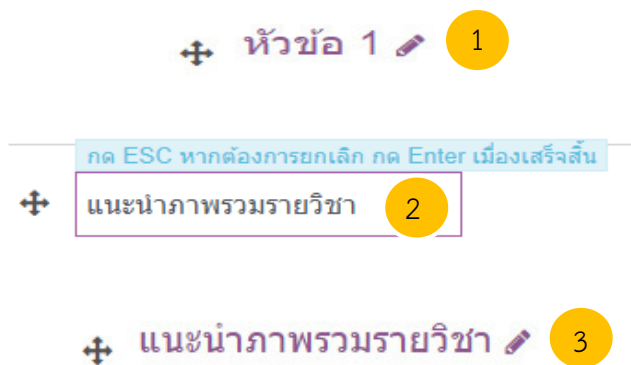 หัวข้อ 1 1
กด ESC หากต้องการยกเลิก กด Enter เมื่องเสร็จสิ้น
แนะนำภาพรวมรายวิชา 2
แนะนำภาพรวมรายวิชา 3